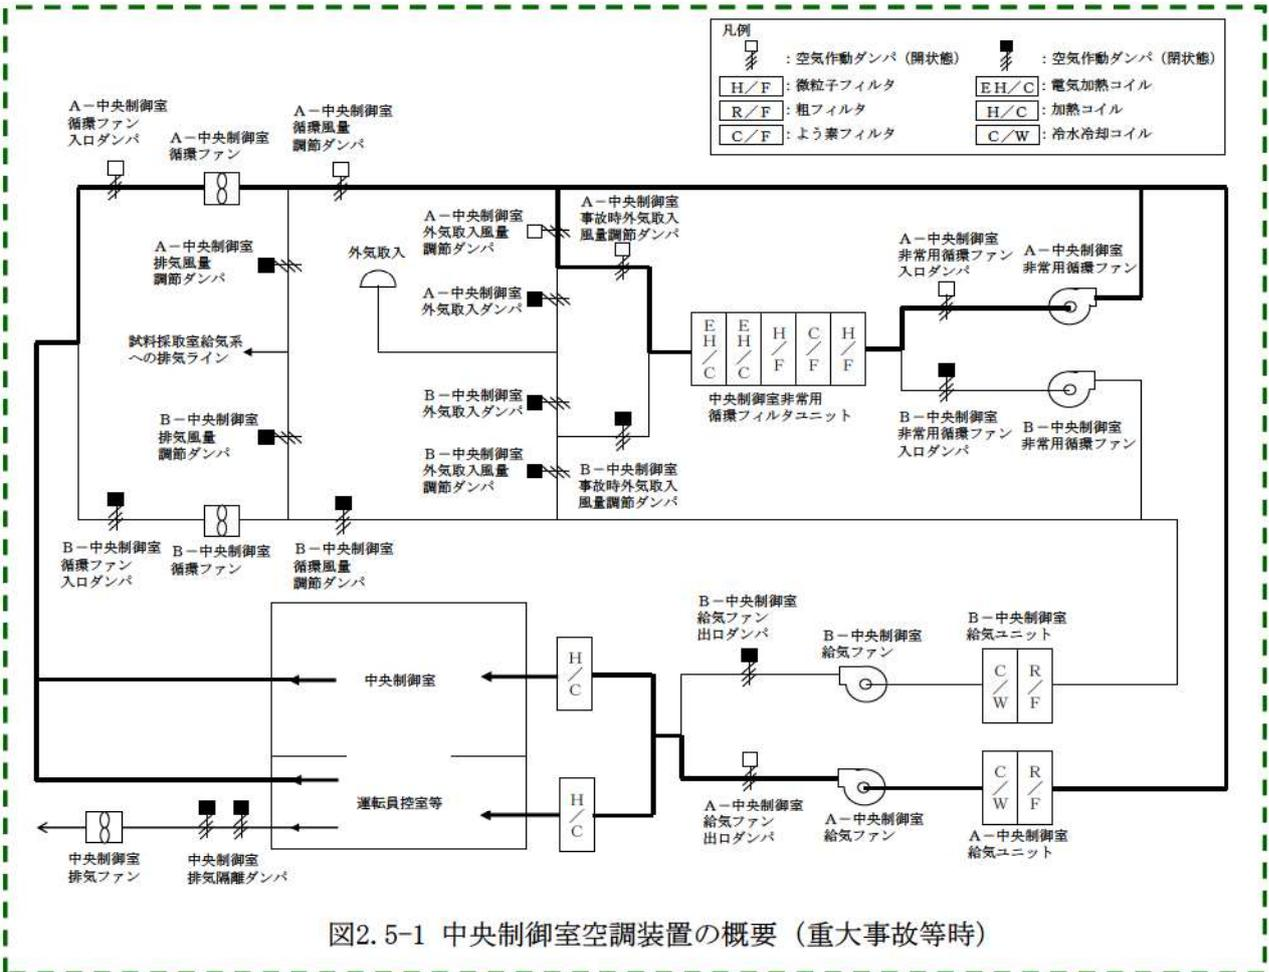 凡例
：空気作動ダンパ（開状態）
：空気作動ダンパ（閉状態）
H／F：微粒子フィルタ
EH／C：電気加熱コイル
R／F：粗フィルタ
H／C：加熱コイル
C／F：よう素フィルタ
C／W：冷水冷却コイル
A－中央制御室
循環ファン
入口ダンパ
A－中央制御室
循環ファン
A－中央制御室
循環風量
調節ダンパ
A－中央制御室
排気風量
調節ダンパ
外気取入
A－中央制御室
外気取入風量
調節ダンパ
A－中央制御室
事故時外気取入
風量調節ダンパ
A－中央制御室
外気取入ダンパ
A－中央制御室
非常用循環ファン
入口ダンパ
A－中央制御室
非常用循環ファン
試料採取室給気系
への排気ライン
EH／C
EH／C
H／F
C／F
H／F
中央制御室非常用
循環フィルタユニット
B－中央制御室
排気風量
調節ダンパ
B－中央制御室
外気取入ダンパ
B－中央制御室
外気取入風量
調節ダンパ
B－中央制御室
事故時外気取入
風量調節ダンパ
B－中央制御室
非常用循環ファン
入口ダンパ
B－中央制御室
非常用循環ファン
B－中央制御室
循環ファン
入口ダンパ
B－中央制御室
循環ファン
B－中央制御室
循環風量
調節ダンパ
中央制御室
H／C
B－中央制御室
給気ファン
出口ダンパ
B－中央制御室
給気ファン
B－中央制御室
給気ユニット
C／W
R／F
運転員控室等
H／C
A－中央制御室
給気ファン
出口ダンパ
A－中央制御室
給気ファン
C／W
R／F
A－中央制御室
給気ユニット
中央制御室
排気ファン
中央制御室
排気隔離ダンパ
図2.5-1 中央制御室空調装置の概要（重大事故等時）